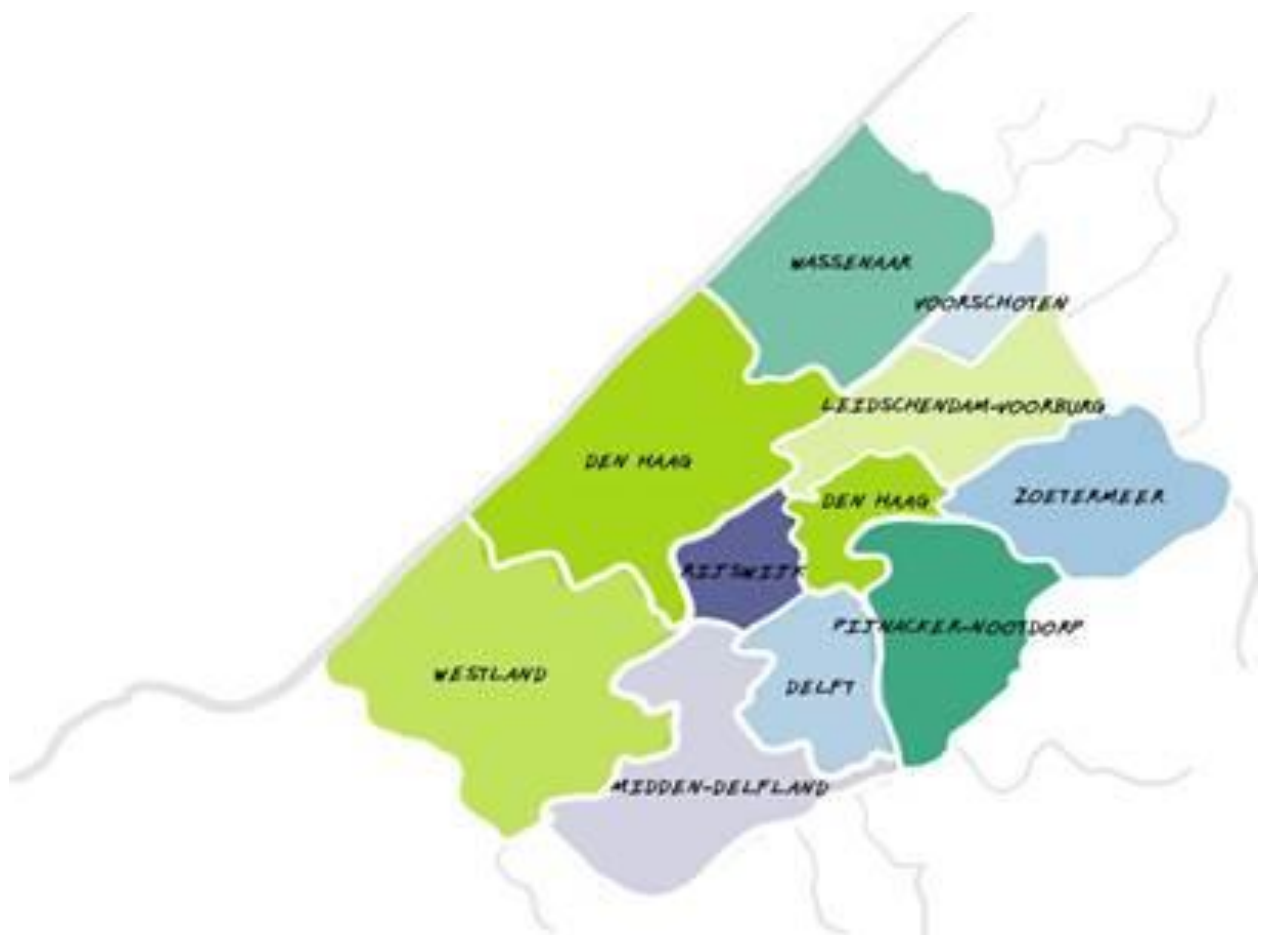 WASSENAAR
VOORSCHOTEN
LEIDSCHENDAM-VOORBURG
DEN HAAG
DEN HAAG
ZOETERMEER
RIJSWIJK
PIJNACKER-NOOTDORP
WESTLAND
DELFT
MIDDEN-DELFLAND